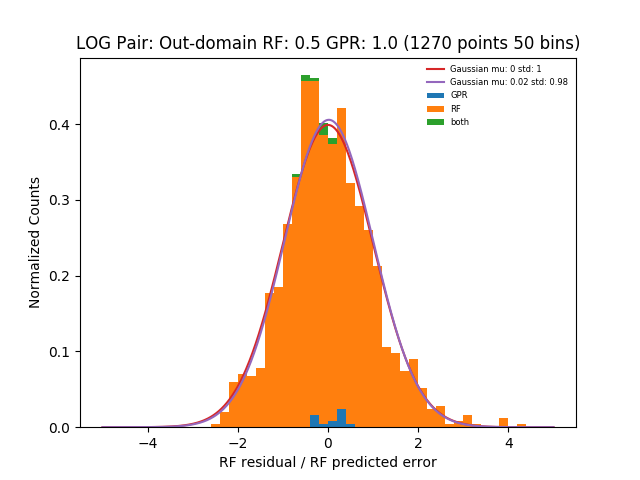 LOG Pair: Out-domain RF: 0.5 GPR: 1.0 (1270 points 50 bins)
Gaussian mu: 0 std: 1
Gaussian mu: 0.02 std: 0.98
GPR
RF
both
Normalized Counts
0.4
0.3
0.2
0.1
0.0
−4
−2
0
2
4
RF residual / RF predicted error